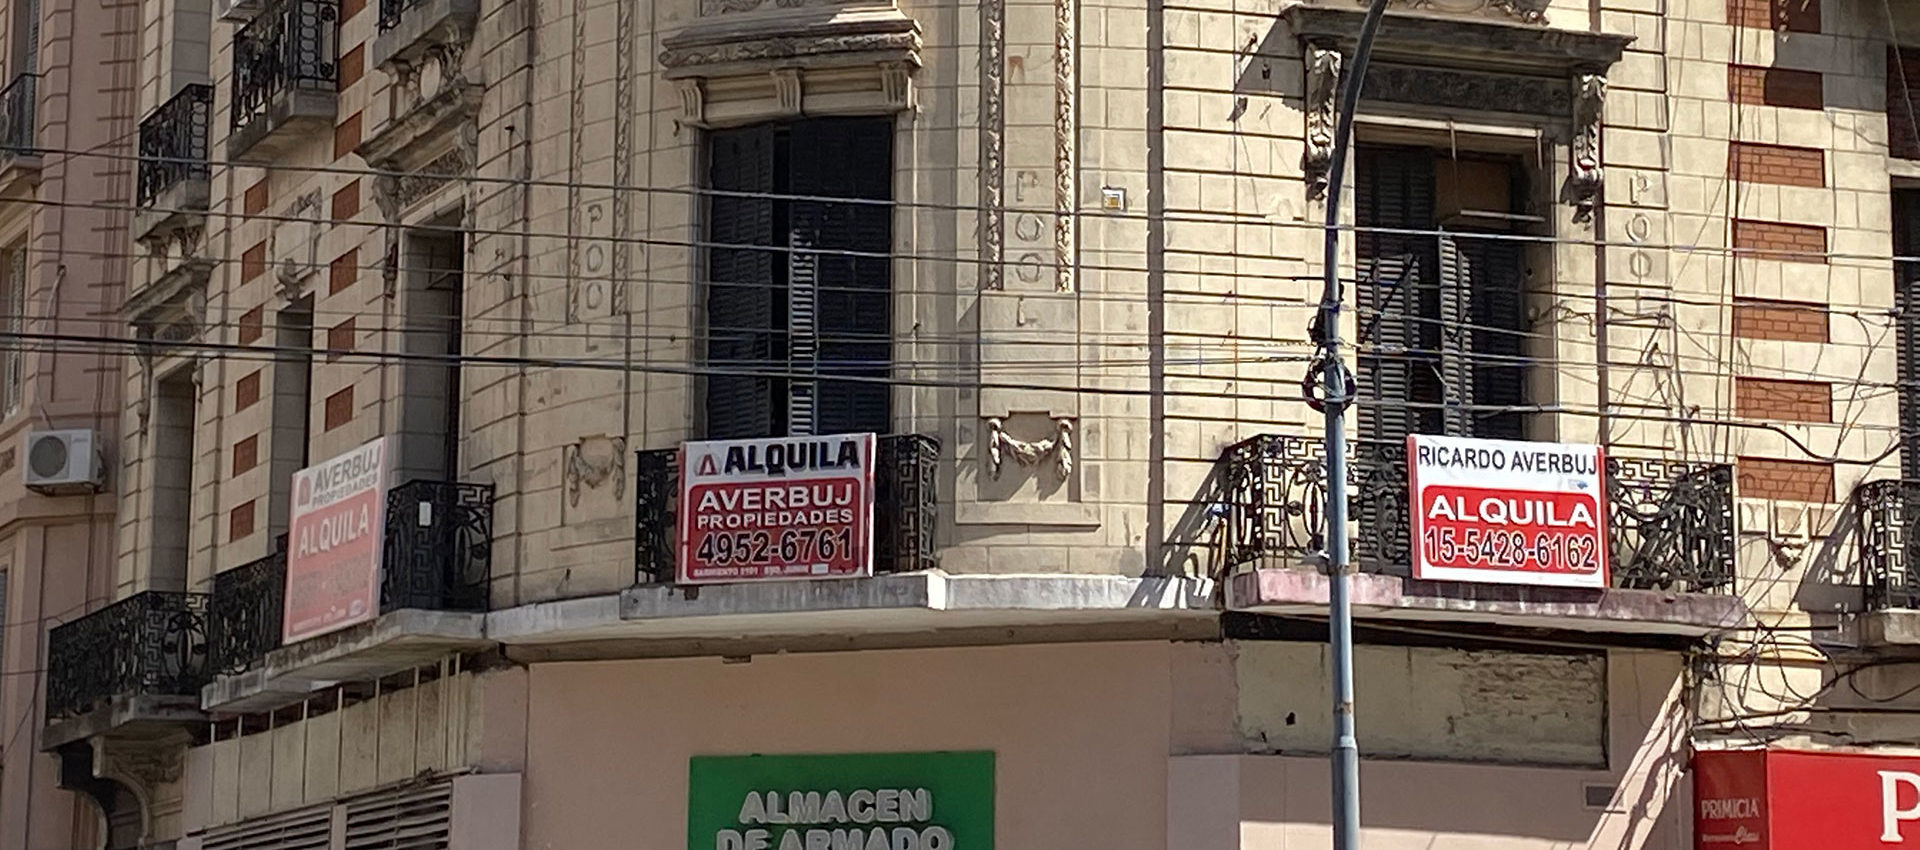 AVERBUJ
PROPIEDADES
ALQUILA
POOL
ALQUILA
AVERBUJ
PROPIEDADES
4952-6761
POOL
RICARDO AVERBUJ
ALQUILA
15-5428-6162
POOL
ALMACEN
DE ARMADO
PRIMICIA
P